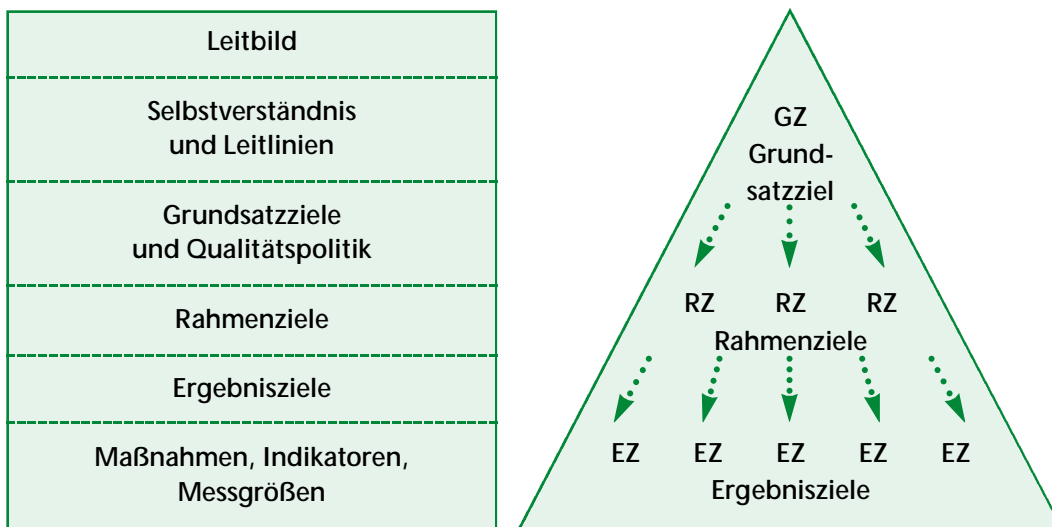 Leitbild
Selbstverständnis
und Leitlinien
Grundsatzziele
und Qualitätspolitik
Rahmenziele
Ergebnisziele
Maßnahmen, Indikatoren,
Messgrößen
GZ
Grund-
satzziel
RZ RZ RZ
Rahmenziele
EZ EZ EZ EZ EZ
Ergebnisziele